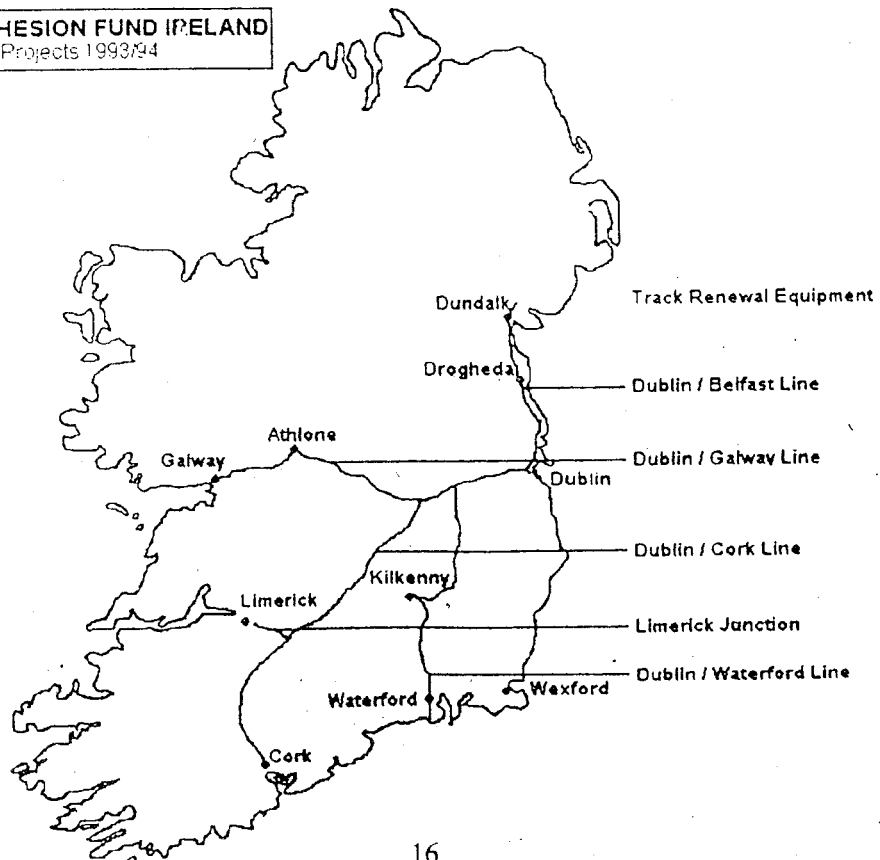 HESION FUND IRELAND
Projects 1993/94
Dundalk
Track Renewal Equipment
Drogheda
Dublin / Belfast Line
Athlone
Galway
Dublin / Galway Line
Dublin
Dublin / Cork Line
Kilkenny
Limerick
Limerick Junction
Dublin / Waterford Line
Waterford
Wexford
Cork
16